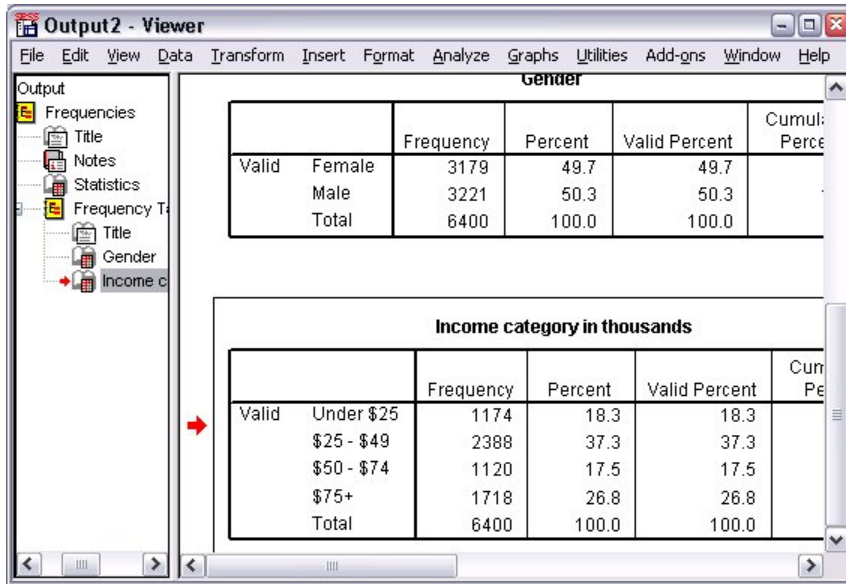 Output2 - Viewer
File Edit View Data Transform Insert Format Analyze Graphs Utilities Add-ons Window Help
Output
Frequencies
Title
Notes
Statistics
Frequency
Title
Gender
Income
Gender
Frequency Percent Valid Percent
Valid Female 3179 49.7 49.7
Male 3221 50.3 50.3
Total 6400 100.0 100.0
Income category in thousands
Frequency Percent Valid Percent
Valid Under $25 1174 18.3 18.3
$25 - $49 2388 37.3 37.3
$50 - $74 1120 17.5 17.5
$75+ 1718 26.8 26.8
Total 6400 100.0 100.0